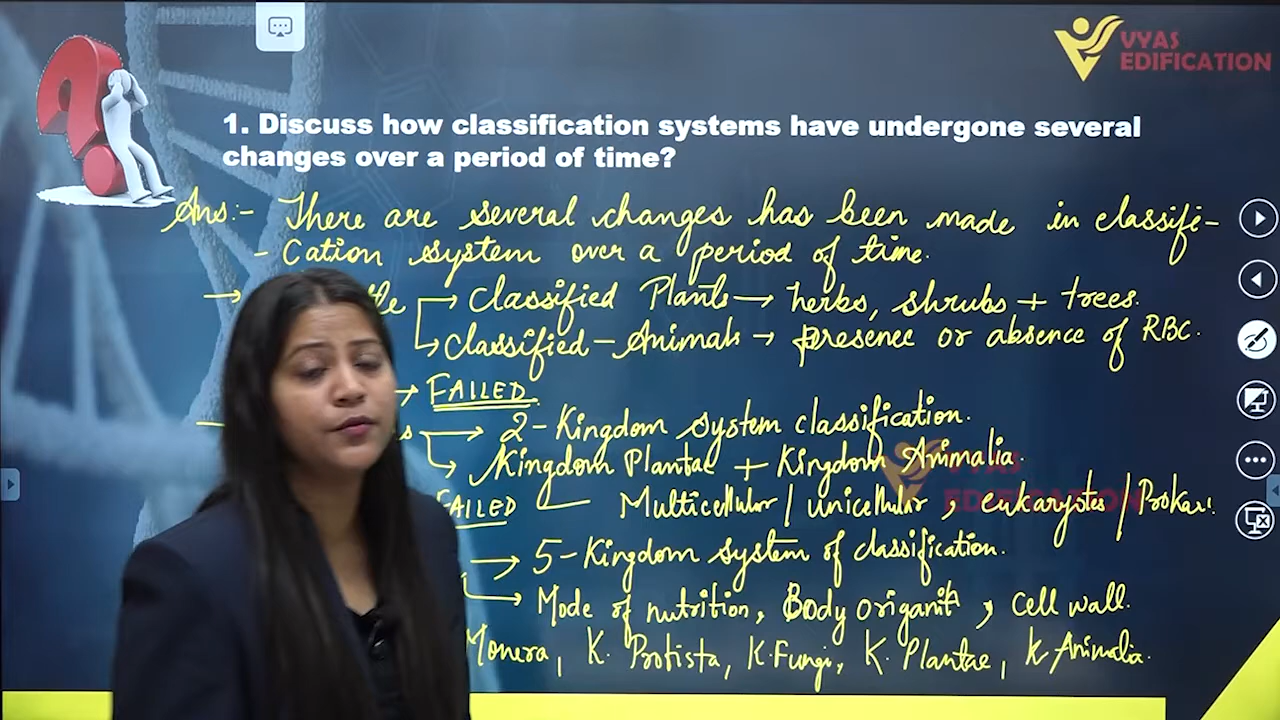 VYAS
EDIFICATION
1. Discuss how classification systems have undergone several
changes over a period of time?
Ans:- There are several changes has been made in classifi-
- Cation system over a period of time.
→ tle → Classified Plants → herbs, shrubs + trees.
↳ Classified - Animals → presence or absence of RBC.
→ FAILED
s → 2-Kingdom system classification.
↳ Kingdom Plantae + Kingdom Animalia.
FAILED — Multicellular / unicellular, eukaryotes / Prokar.
→ 5-Kingdom system of classification.
↳ Mode of nutrition, Body , Cell wall.
Monera, K. Protista, K. Fungi, K. Plantae, K Animalia.
VYAS
EDIFICATION